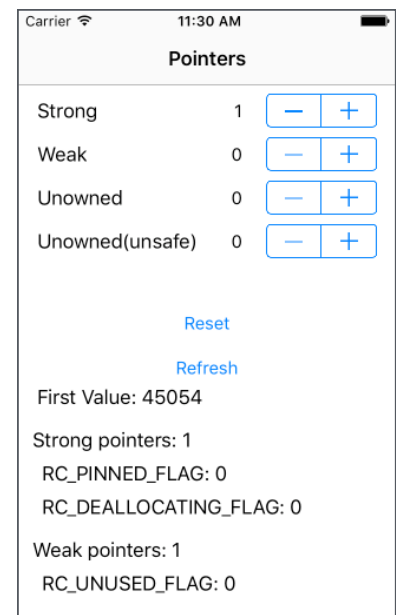 Carrier 11:30 AM
Pointers
Strong 1 − +
Weak 0 − +
Unowned 0 − +
Unowned(unsafe) 0 − +
Reset
Refresh
First Value: 45054
Strong pointers: 1
RC_PINNED_FLAG: 0
RC_DEALLOCATING_FLAG: 0
Weak pointers: 1
RC_UNUSED_FLAG: 0